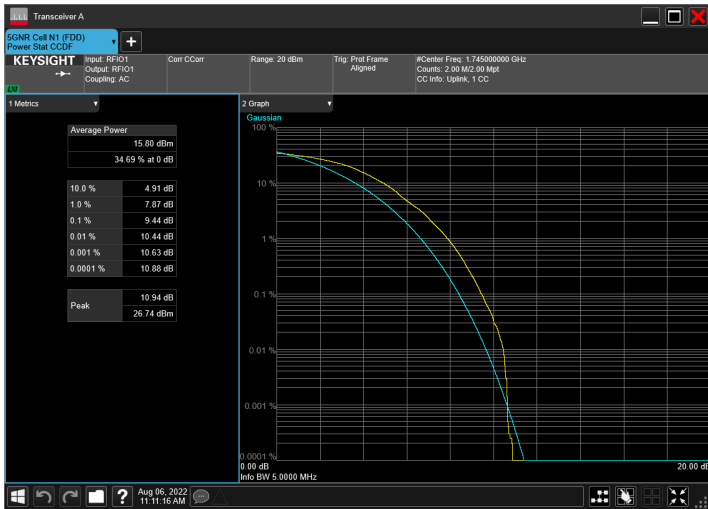 Transceiver A
5GNR Cell N1 (FDD)
Power Stat CCDF
KEYSIGHT
LXI
Input: RFIO1
Output: RFIO1
Coupling: AC
Corr CCorr
Range: 20 dBm
Trig: Prot Frame
Aligned
#Center Freq: 1.745000000 GHz
Counts: 2.00 M/2.00 Mpt
CC Info: Uplink, 1 CC
1 Metrics
Average Power
15.80 dBm
34.69 % at 0 dB
10.0 % 4.91 dB
1.0 % 7.87 dB
0.1 % 9.44 dB
0.01 % 10.44 dB
0.001 % 10.63 dB
0.0001 % 10.88 dB
Peak
10.94 dB
26.74 dBm
2 Graph
Gaussian
100 %
10 %
1 %
0.1 %
0.01 %
0.001 %
0.0001 %
0.00 dB
20.00 dB
Info BW 5.0000 MHz
?
Aug 06, 2022
11:11:16 AM